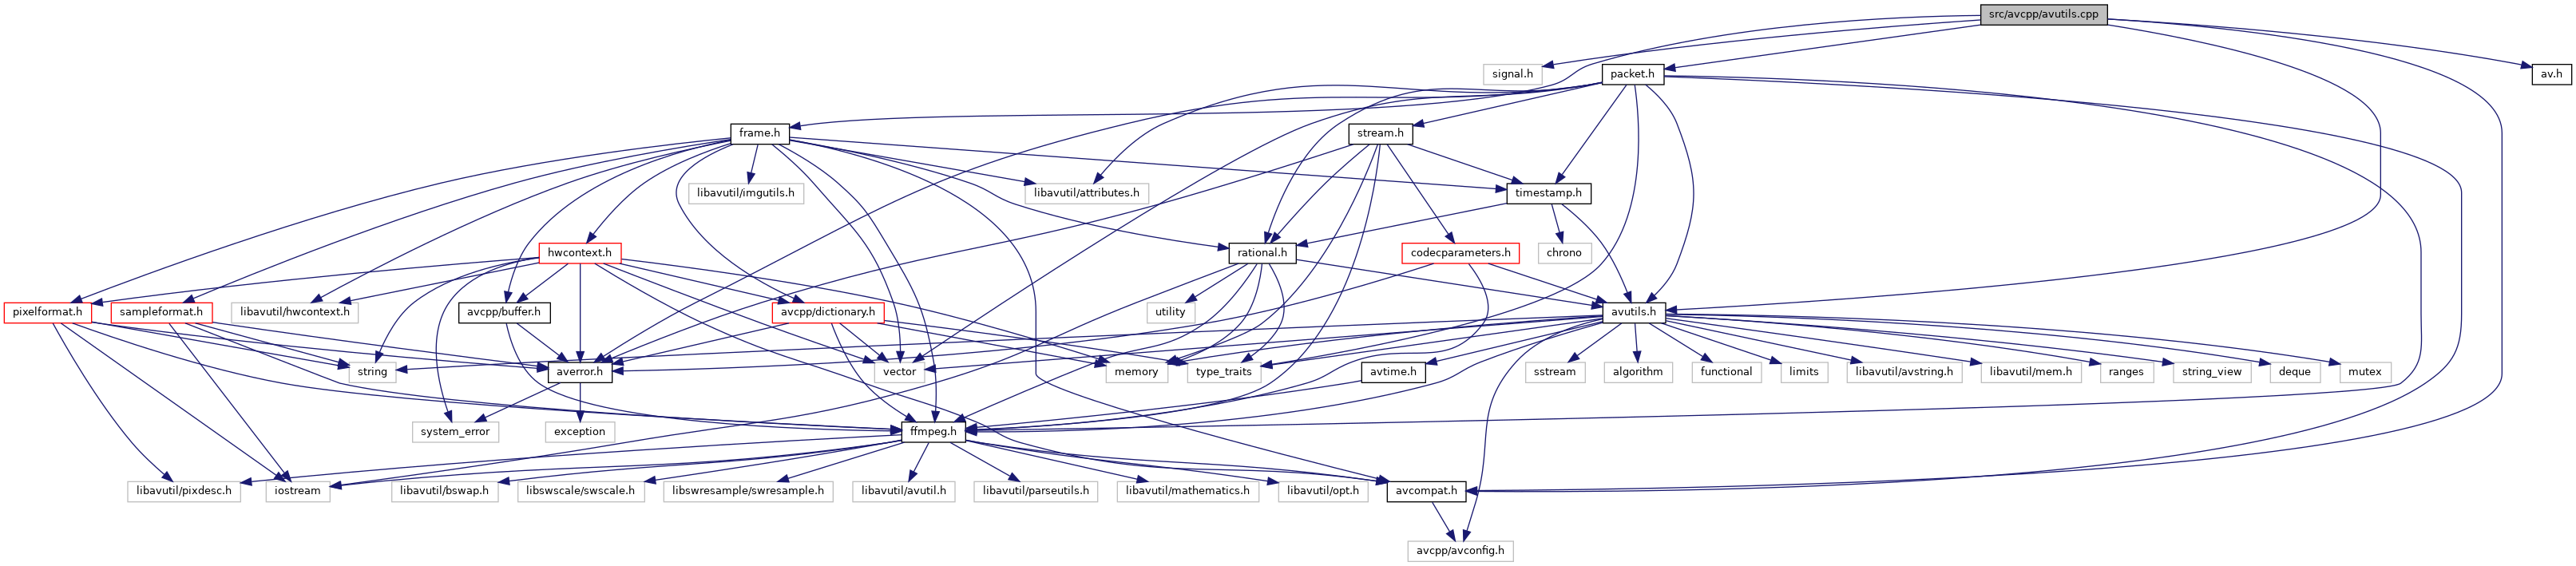 src/avcpp/avutils.cpp
signal.h
packet.h
av.h
frame.h
stream.h
libavutil/imgutils.h
libavutil/attributes.h
timestamp.h
hwcontext.h
rational.h
codecparameters.h
chrono
pixelformat.h
sampleformat.h
libavutil/hwcontext.h
avcpp/buffer.h
avcpp/dictionary.h
utility
avutils.h
string
averror.h
vector
memory
type_traits
avtime.h
sstream
algorithm
functional
limits
libavutil/avstring.h
libavutil/mem.h
ranges
string_view
deque
mutex
system_error
exception
ffmpeg.h
libavutil/pixdesc.h
iostream
libavutil/bswap.h
libswscale/swscale.h
libswresample/swresample.h
libavutil/avutil.h
libavutil/parseutils.h
libavutil/mathematics.h
libavutil/opt.h
avcompat.h
avcpp/avconfig.h